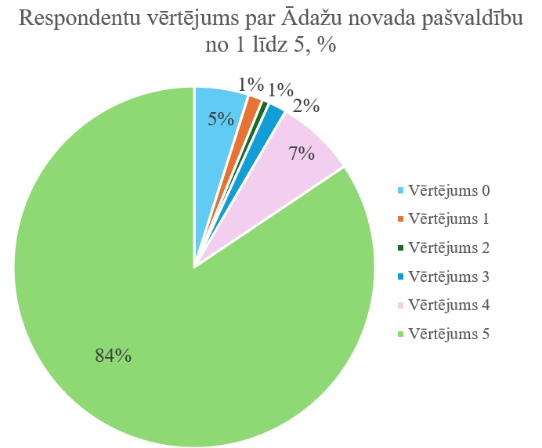 Respondentu vērtējums par Ādažu novada pašvaldību
no 1 līdz 5, %
1%
1%
2%
5%
7%
84%
Vērtējums 0
Vērtējums 1
Vērtējums 2
Vērtējums 3
Vērtējums 4
Vērtējums 5